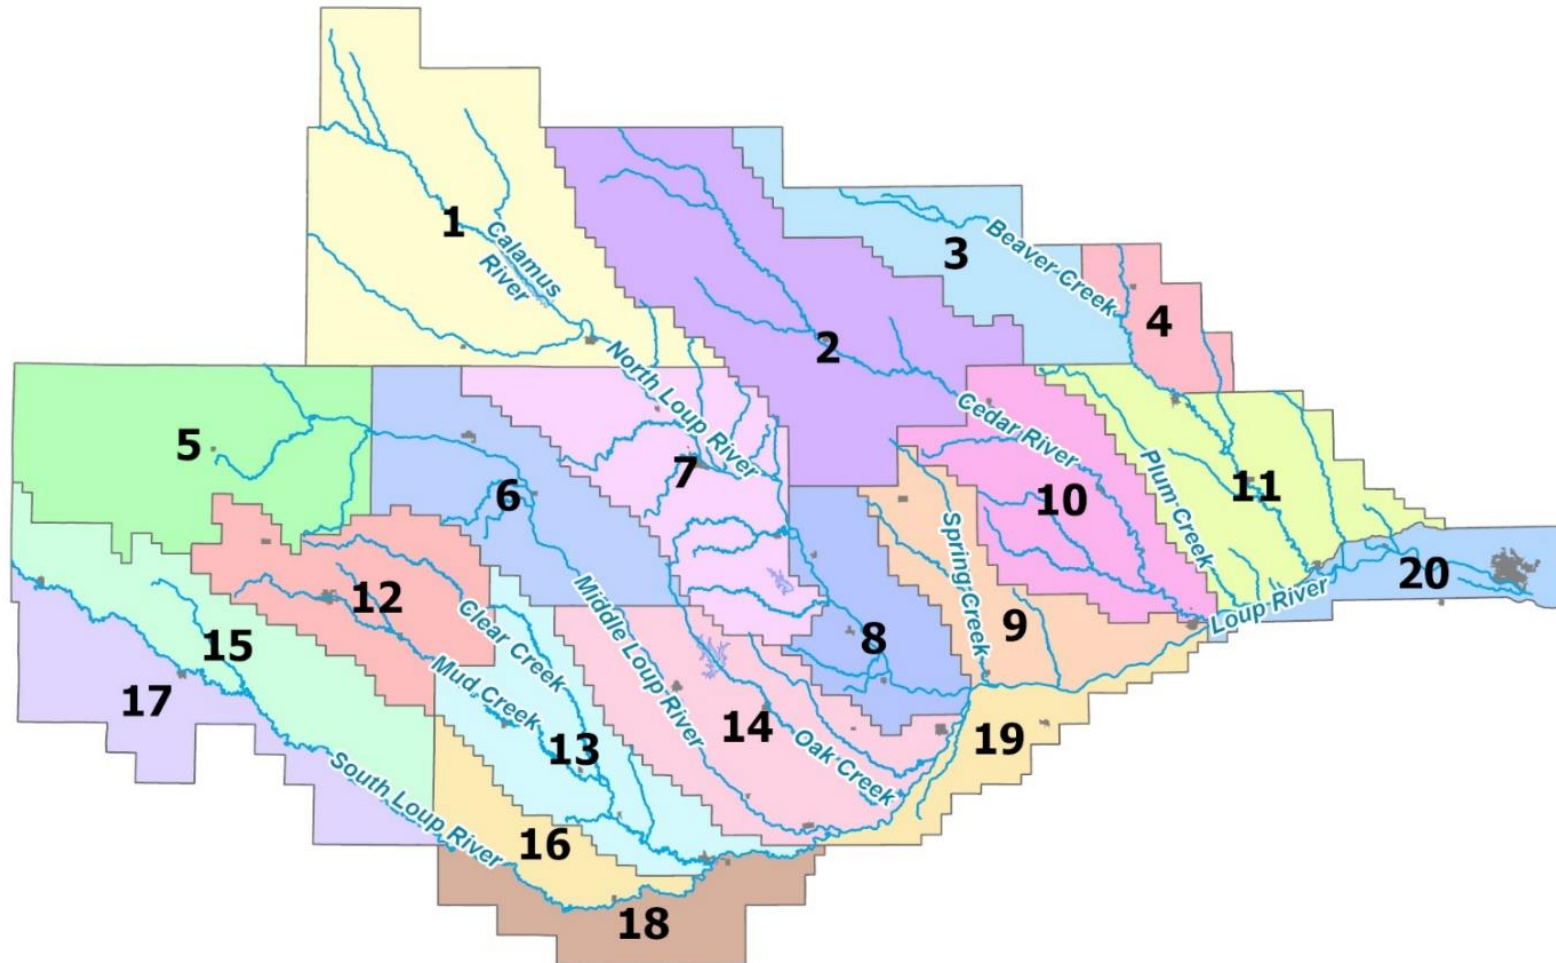 1
Calamus
River
3
Beaver Creek
4
2
North Loup River
Cedar River
5
6
7
10
Plum Creek
11
Spring Creek
20
12
Clear Creek
Middle Loup River
8
9
Loup River
15
Mud Creek
17
13
14
Oak Creek
19
South Loup River
16
18